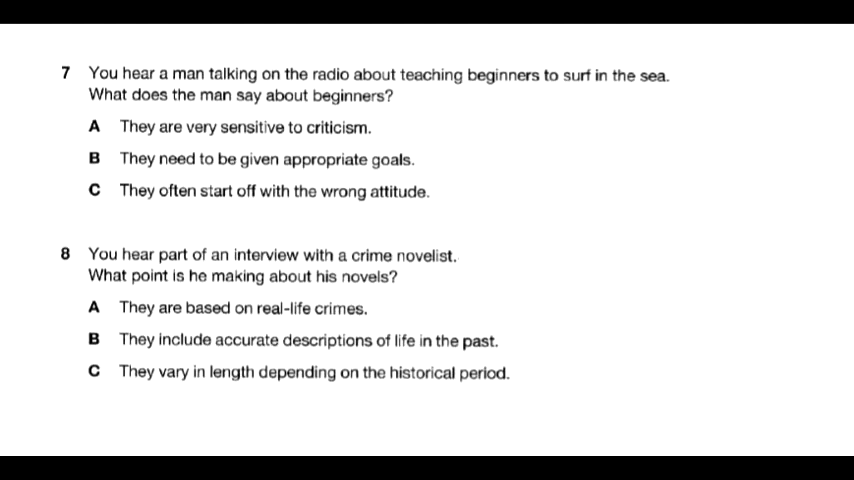 7 You hear a man talking on the radio about teaching beginners to surf in the sea.
What does the man say about beginners?
A They are very sensitive to criticism.
B They need to be given appropriate goals.
C They often start off with the wrong attitude.
8 You hear part of an interview with a crime novelist.
What point is he making about his novels?
A They are based on real-life crimes.
B They include accurate descriptions of life in the past.
C They vary in length depending on the historical period.